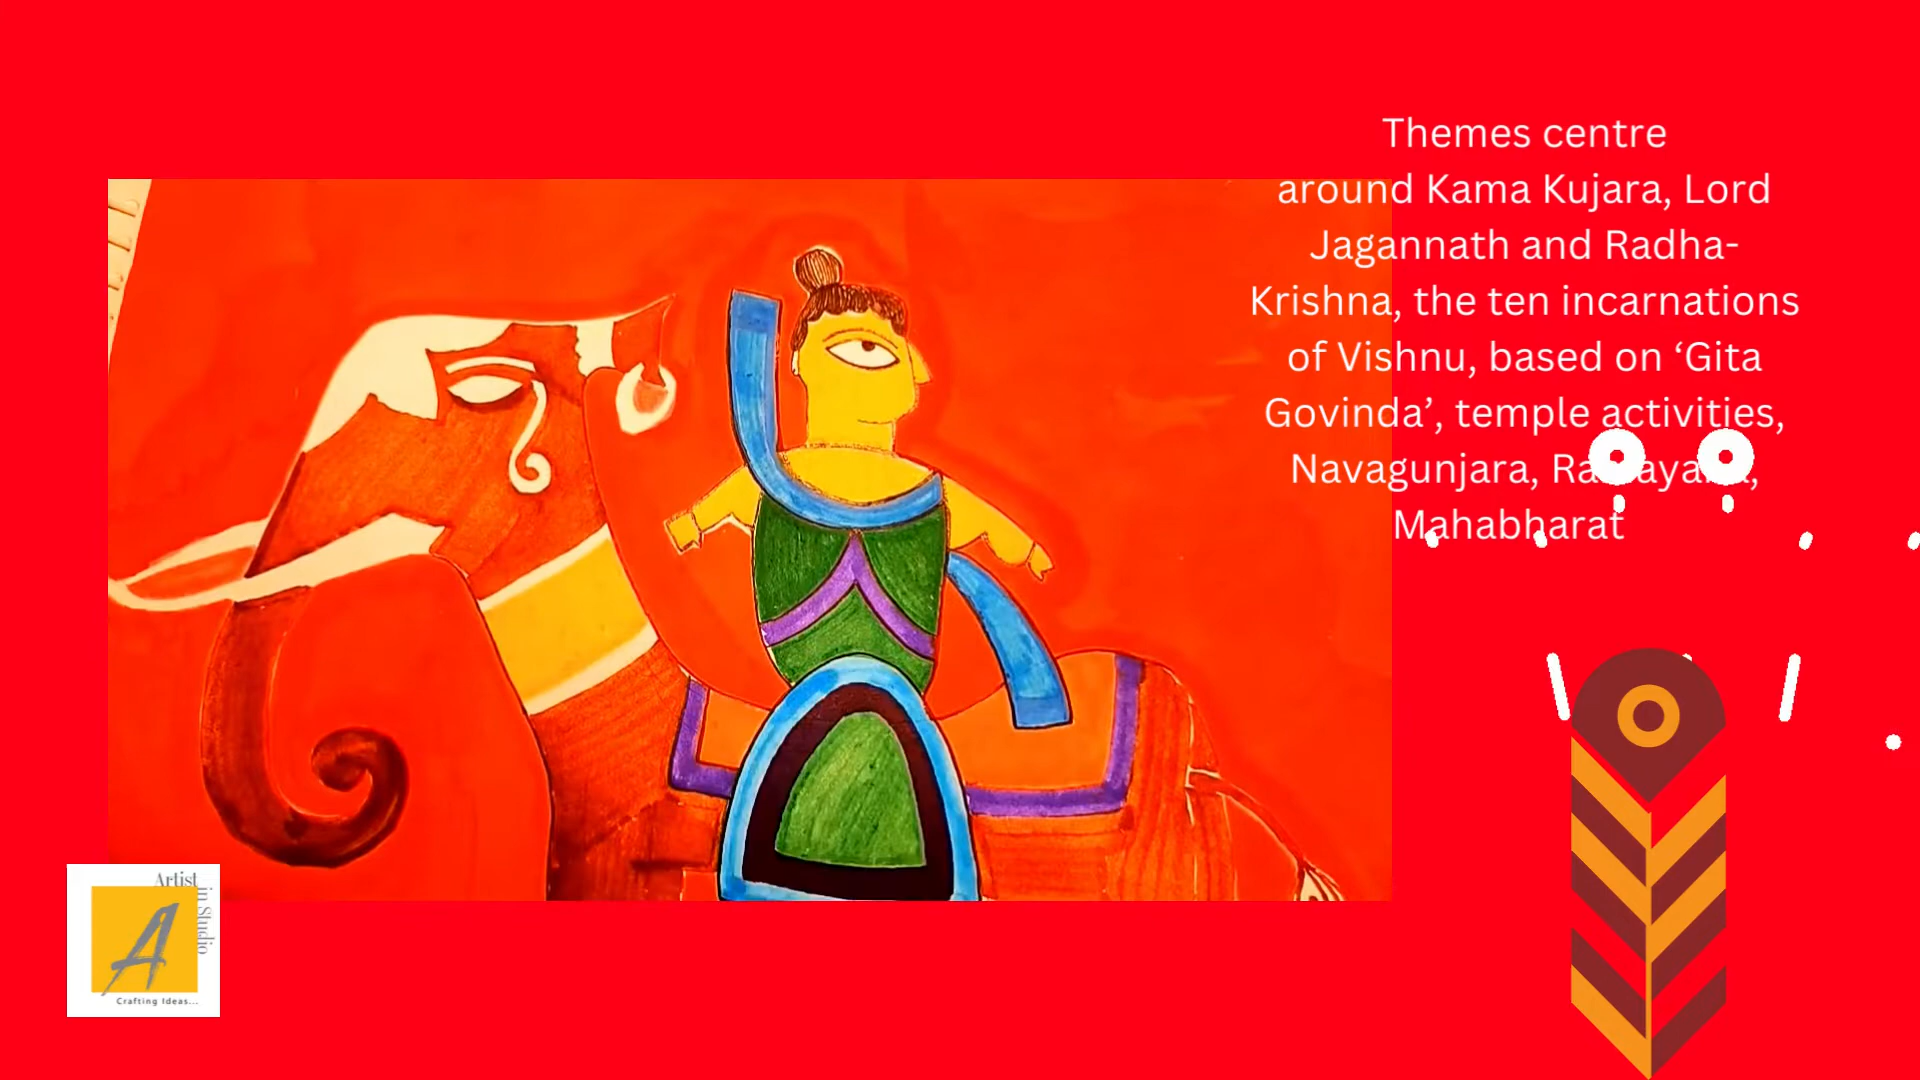 Themes centre
around Kama Kujara, Lord
Jagannath and Radha-
Krishna, the ten incarnations
of Vishnu, based on ‘Gita
Govinda’, temple activities,
Navagunjara,
Mahabharat
Artist
in Studio
A
Crafting Ideas...